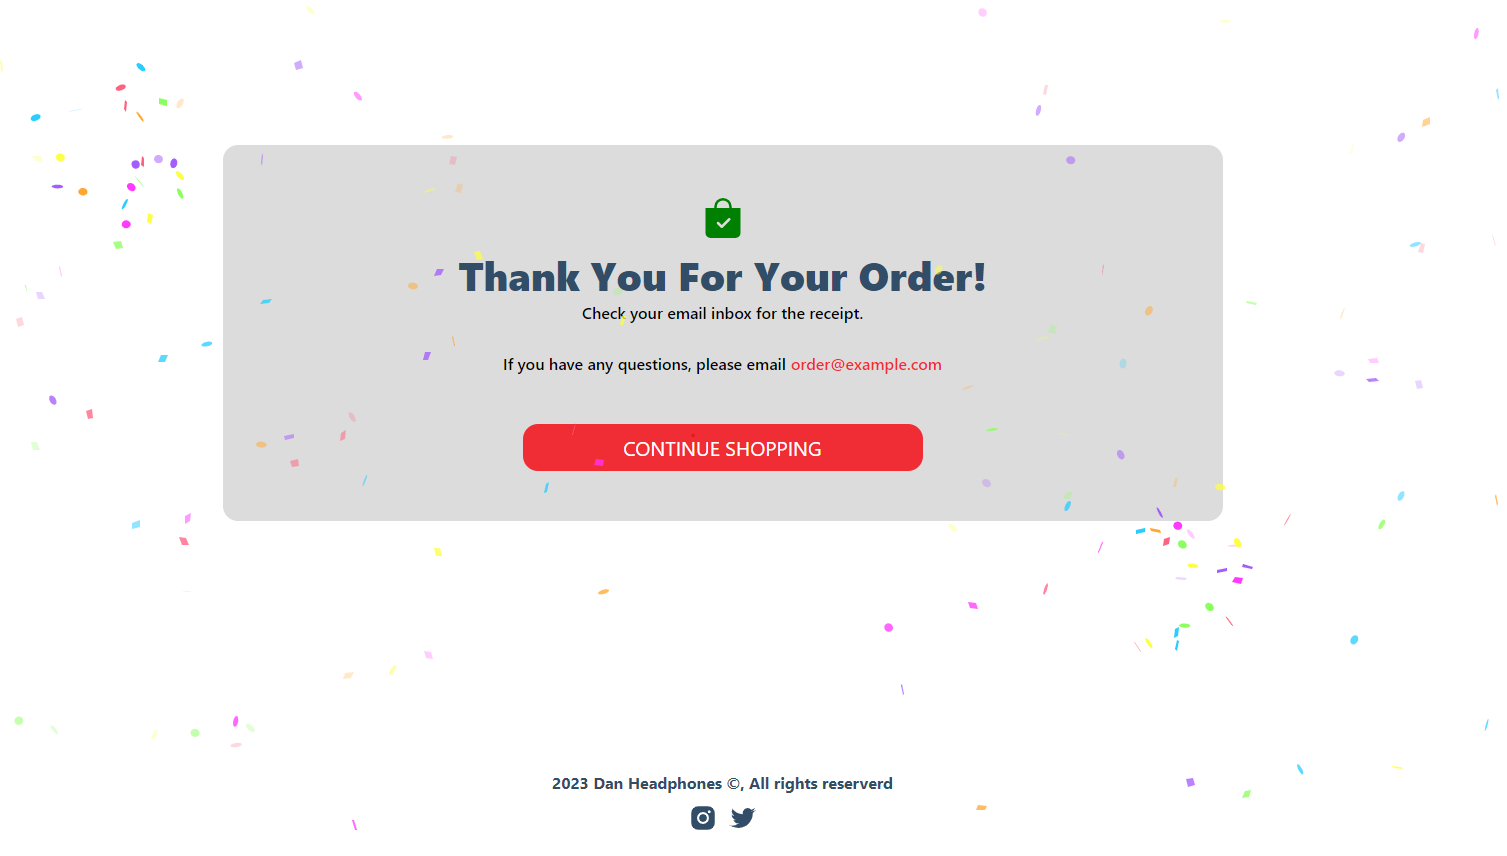 Thank You For Your Order!
Check your email inbox for the receipt.
If you have any questions, please email order@example.com
CONTINUE SHOPPING
2023 Dan Headphones ©, All rights reserverd